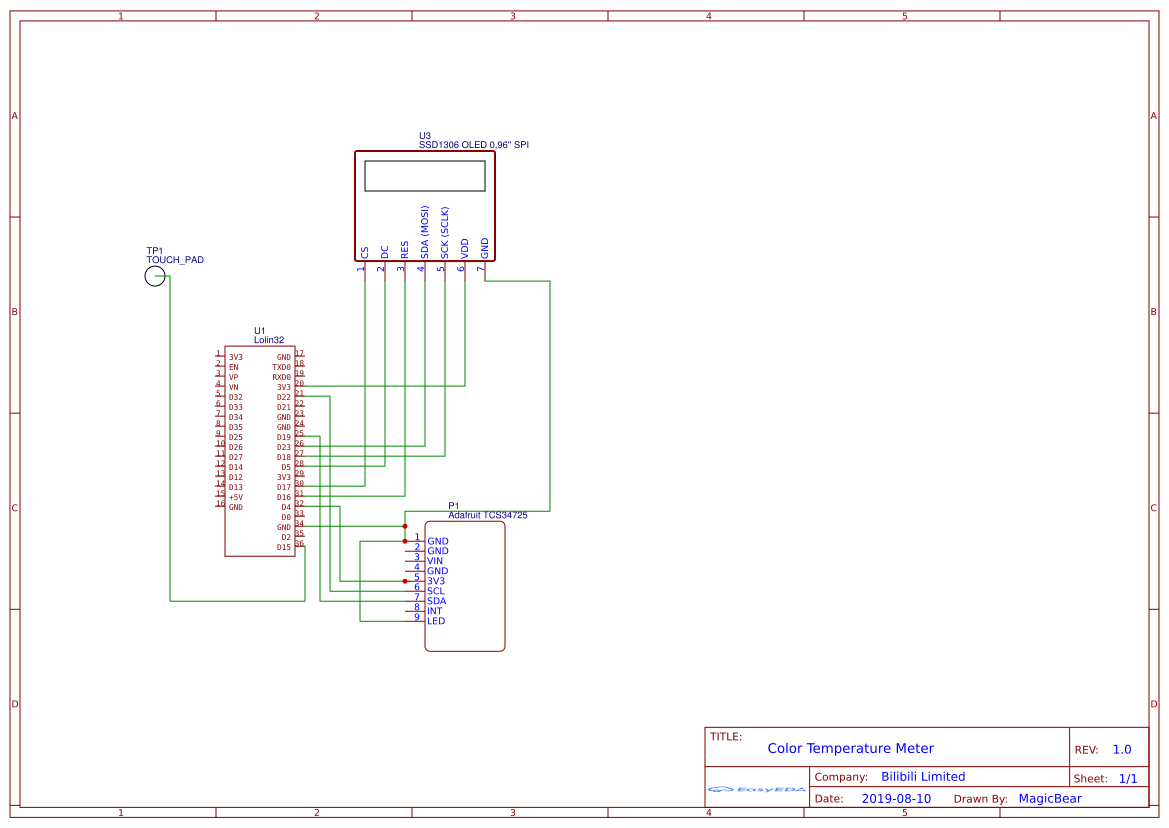 1 2 3 4 5
A A
U3
SSD1306 OLED 0,96" SPI
CS DC RES SDA (MOSI) SCK (SCLK) VDD GND
1 2 3 4 5 6 7
TP1
TOUCH_PAD
B B
U1
Lolin32
1 3V3 GND 17
2 EN TXD0 18
3 VP RXD0 19
4 VN 3V3 20
5 D32 D22 21
6 D33 D21 22
7 D34 GND 23
8 D35 GND 24
9 D25 D19 25
10 D26 D23 26
11 D27 D18 27
12 D14 D5 28
13 D12 3V3 29
14 D13 D17 30
15 +5V D16 31
16 GND D4 32
D0 33
GND 34
D2 35
D15 36
C C
P1
Adafruit TCS34725
1 GND
2 GND
3 VIN
4 GND
5 3V3
6 SCL
7 SDA
8 INT
9 LED
D D
TITLE:
Color Temperature Meter
REV: 1.0
Company: Bilibili Limited
Sheet: 1/1
EasyEDA
Date: 2019-08-10 Drawn By: MagicBear
1 2 3 4 5